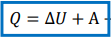 Q = ΔU + A -